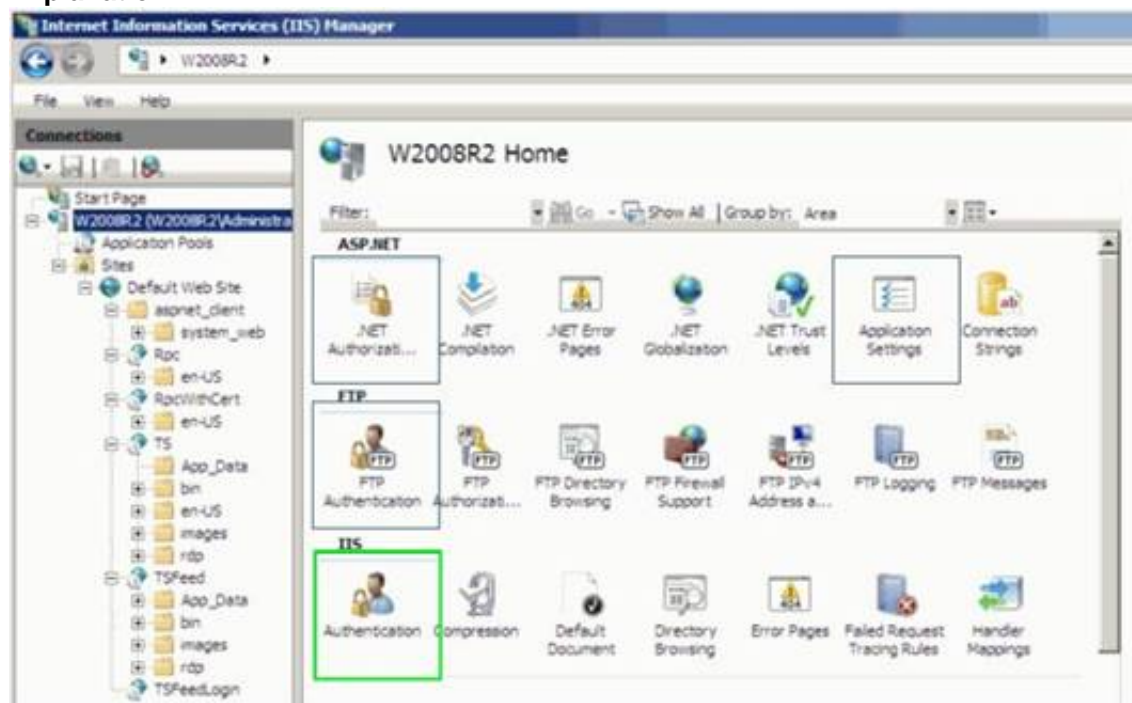 Internet Information Services (IIS) Manager
W2008R2
File View Help
Connections
Start Page
W2008R2 (W2008R2\Administra
Application Pools
Sites
Default Web Site
aspnet_client
system_web
Rpc
en-US
RpcWithCert
en-US
TS
App_Data
bin
en-US
images
rdp
TSFeed
App_Data
bin
images
rdp
TSFeedLogin
W2008R2 Home
Filter: Go Show All Group by: Area
ASP.NET
.NET Authorizati...
.NET Compilation
.NET Error Pages
.NET Globalization
.NET Trust Levels
Application Settings
Connection Strings
FTP
FTP Authentication
FTP Authorizati...
FTP Directory Browsing
FTP Firewall Support
FTP IPv4 Address a...
FTP Logging
FTP Messages
IIS
Authentication
Compression
Default Document
Directory Browsing
Error Pages
Failed Request Tracing Rules
Handler Mappings